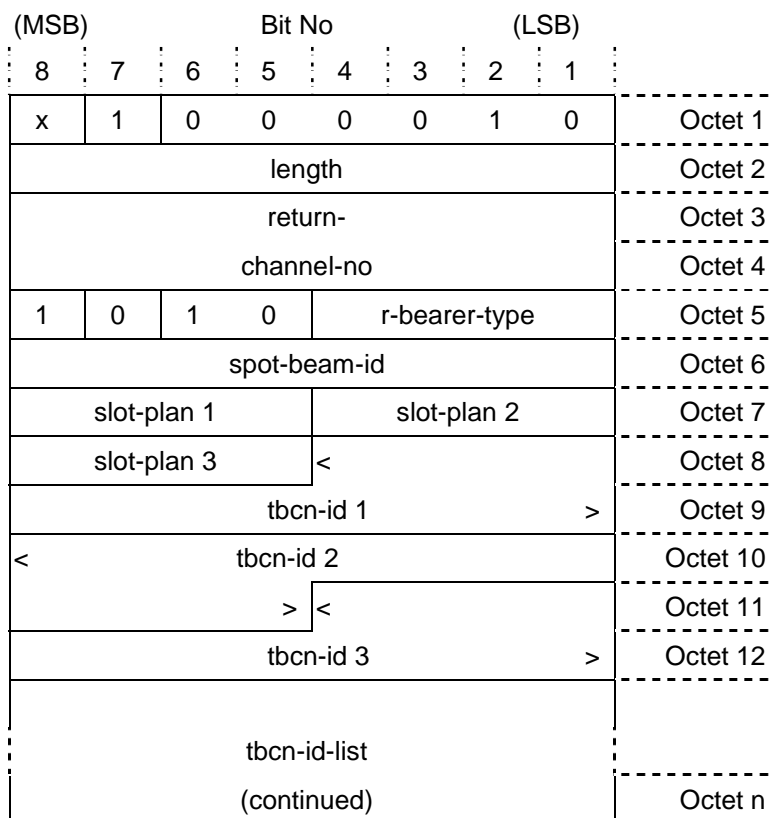 (MSB) Bit No (LSB)
8 7 6 5 4 3 2 1
x 1 0 0 0 0 1 0 Octet 1
length Octet 2
return- Octet 3
channel-no Octet 4
1 0 1 0 r-bearer-type Octet 5
spot-beam-id Octet 6
slot-plan 1 slot-plan 2 Octet 7
slot-plan 3 < Octet 8
tbcn-id 1 > Octet 9
< tbcn-id 2 Octet 10
> < Octet 11
tbcn-id 3 > Octet 12
tbcn-id-list
(continued) Octet n